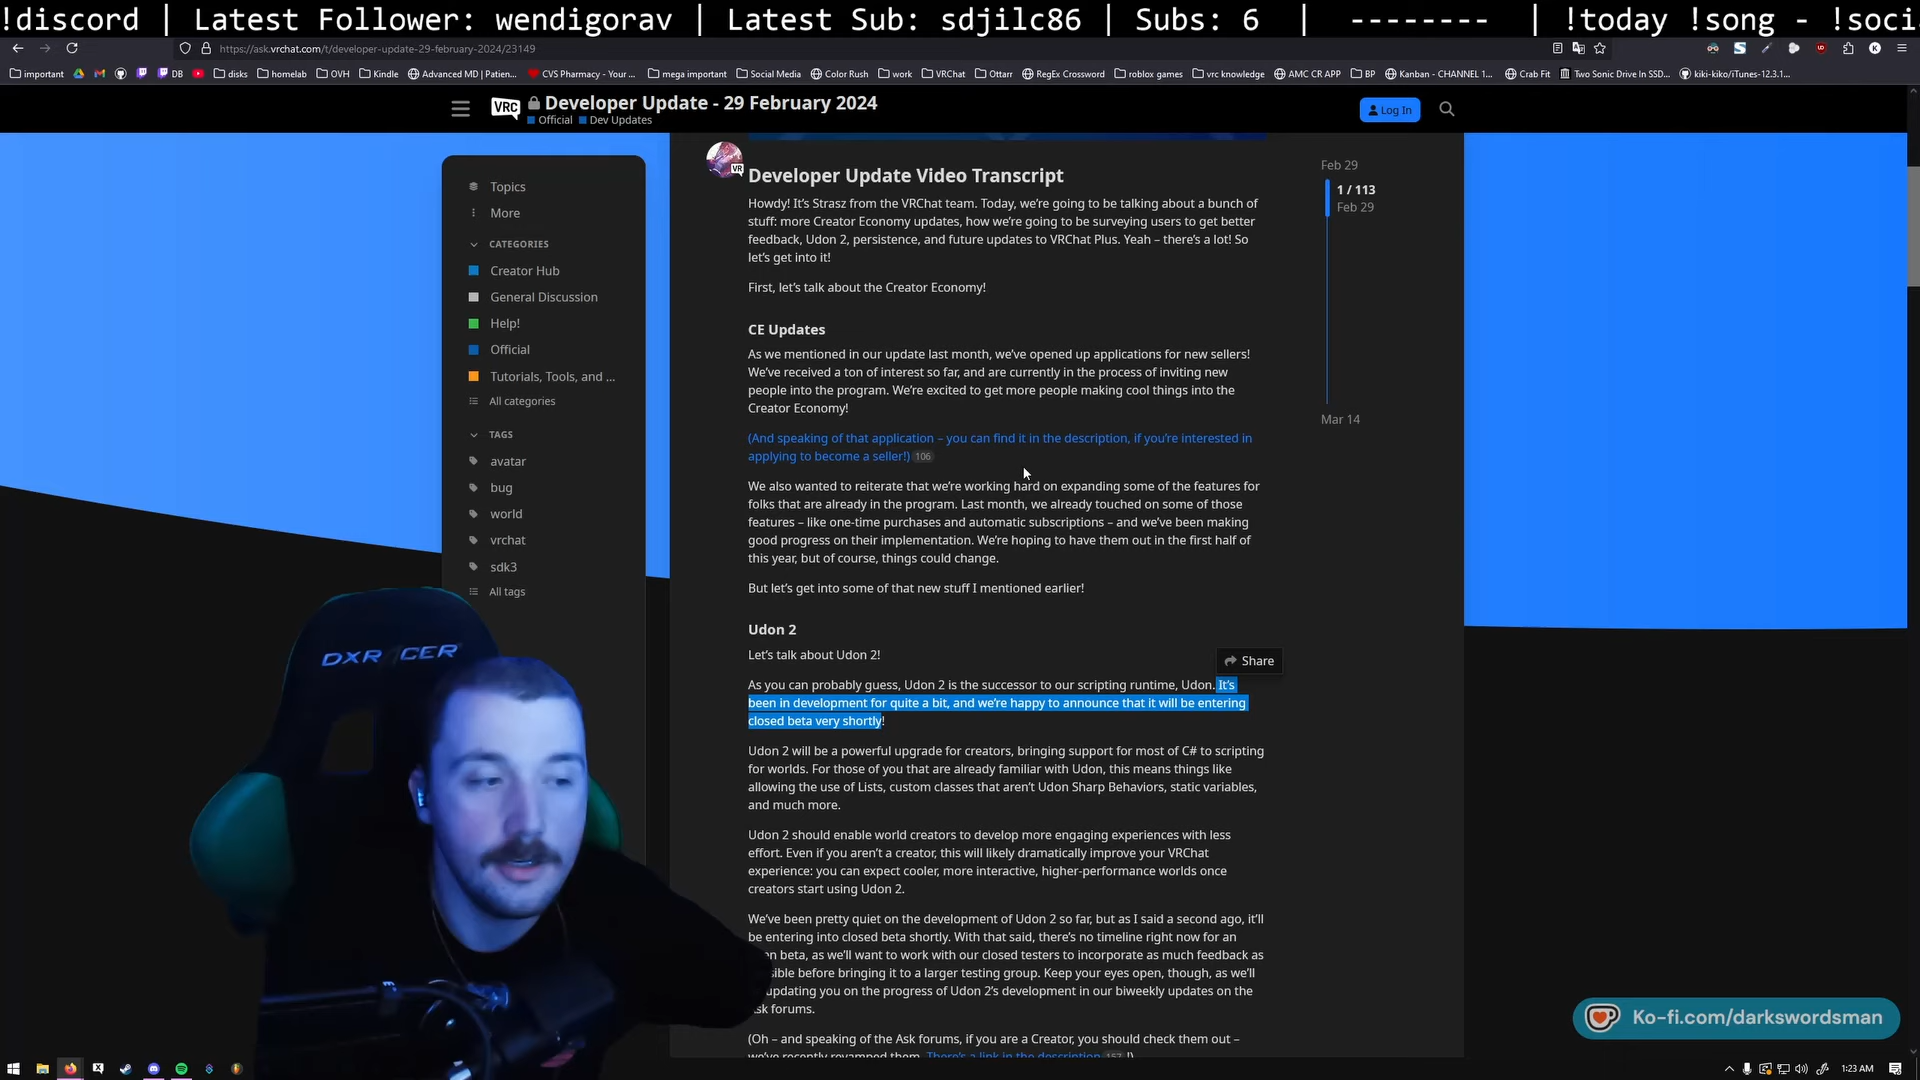 !discord | Latest Follower: wendigorav | Latest Sub: sdjilc86 | Subs: 6 | -------- | !today !song - !soci
https://ask.vrchat.com/t/developer-update-29-february-2024/23149
important DB disks homelab OVH Kindle Advanced MD | Patien... CVS Pharmacy - Your ... mega important Social Media Color Rush work VRChat Ottarr RegEx Crossword roblox games vrc knowledge AMC CR APP BP Kanban - CHANNEL 1... Crab Fit Two Sonic Drive In SSD... kiki-kiko/iTunes-12.3.1...
VRC Developer Update - 29 February 2024
Official Dev Updates
Log In
Topics
More
CATEGORIES
Creator Hub
General Discussion
Help!
Official
Tutorials, Tools, and ...
All categories
TAGS
avatar
bug
world
vrchat
sdk3
All tags
Developer Update Video Transcript
Howdy! It's Strasz from the VRChat team. Today, we're going to be talking about a bunch of
stuff: more Creator Economy updates, how we're going to be surveying users to get better
feedback, Udon 2, persistence, and future updates to VRChat Plus. Yeah – there's a lot! So
let's get into it!
First, let's talk about the Creator Economy!
CE Updates
As we mentioned in our update last month, we've opened up applications for new sellers!
We've received a ton of interest so far, and are currently in the process of inviting new
people into the program. We're excited to get more people making cool things into the
Creator Economy!
(And speaking of that application – you can find it in the description, if you're interested in
applying to become a seller!) 106
We also wanted to reiterate that we're working hard on expanding some of the features for
folks that are already in the program. Last month, we already touched on some of those
features – like one-time purchases and automatic subscriptions – and we've been making
good progress on their implementation. We're hoping to have them out in the first half of
this year, but of course, things could change.
But let's get into some of that new stuff I mentioned earlier!
Udon 2
Let's talk about Udon 2!
Share
As you can probably guess, Udon 2 is the successor to our scripting runtime, Udon. It's
been in development for quite a bit, and we're happy to announce that it will be entering
closed beta very shortly!
Udon 2 will be a powerful upgrade for creators, bringing support for most of C# to scripting
for worlds. For those of you that are already familiar with Udon, this means things like
allowing the use of Lists, custom classes that aren't Udon Sharp Behaviors, static variables,
and much more.
Udon 2 should enable world creators to develop more engaging experiences with less
effort. Even if you aren't a creator, this will likely dramatically improve your VRChat
experience: you can expect cooler, more interactive, higher-performance worlds once
creators start using Udon 2.
We've been pretty quiet on the development of Udon 2 so far, but as I said a second ago, it'll
be entering into closed beta shortly. With that said, there's no timeline right now for an
en beta, as we'll want to work with our closed testers to incorporate as much feedback as
sible before bringing it to a larger testing group. Keep your eyes open, though, as we'll
updating you on the progress of Udon 2's development in our biweekly updates on the
sk forums.
(Oh – and speaking of the Ask forums, if you are a Creator, you should check them out –
we've recently revamped them. There's a link in the description 157 !)
Feb 29
1 / 113
Feb 29
Mar 14
DXRACER
Ko-fi.com/darkswordsman
1:23 AM